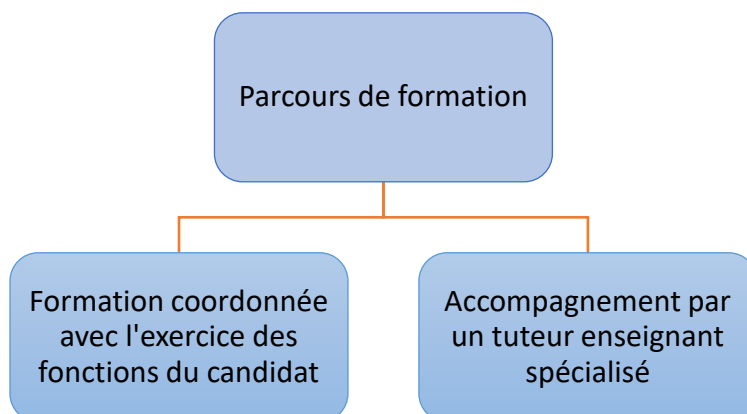 Parcours de formation
Formation coordonnée
avec l'exercice des
fonctions du candidat
Accompagnement par
un tuteur enseignant
spécialisé